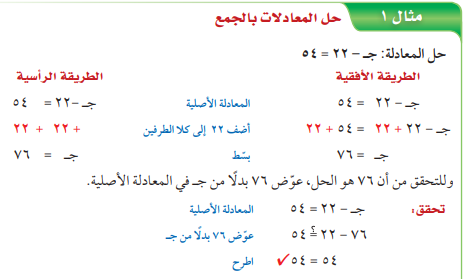 مثال ١ حل المعادلات بالجمع
حل المعادلة: جـ – ٢٢ = ٥٤
الطريقة الأفقية الطريقة الرأسية
جـ – ٢٢ = ٥٤ المعادلة الأصلية جـ – ٢٢ = ٥٤
جـ – ٢٢ + ٢٢ = ٥٤ + ٢٢ أضف ٢٢ إلى كلا الطرفين + ٢٢ + ٢٢
جـ = ٧٦ بسّط جـ = ٧٦
وللتحقق من أن ٧٦ هو الحل، عوّض ٧٦ بدلًا من جـ في المعادلة الأصلية.
تحقق: جـ – ٢٢ = ٥٤ المعادلة الأصلية
٧٦ – ٢٢ ≟ ٥٤ عوّض ٧٦ بدلًا من جـ
٥٤ = ٥٤ ✓ اطرح